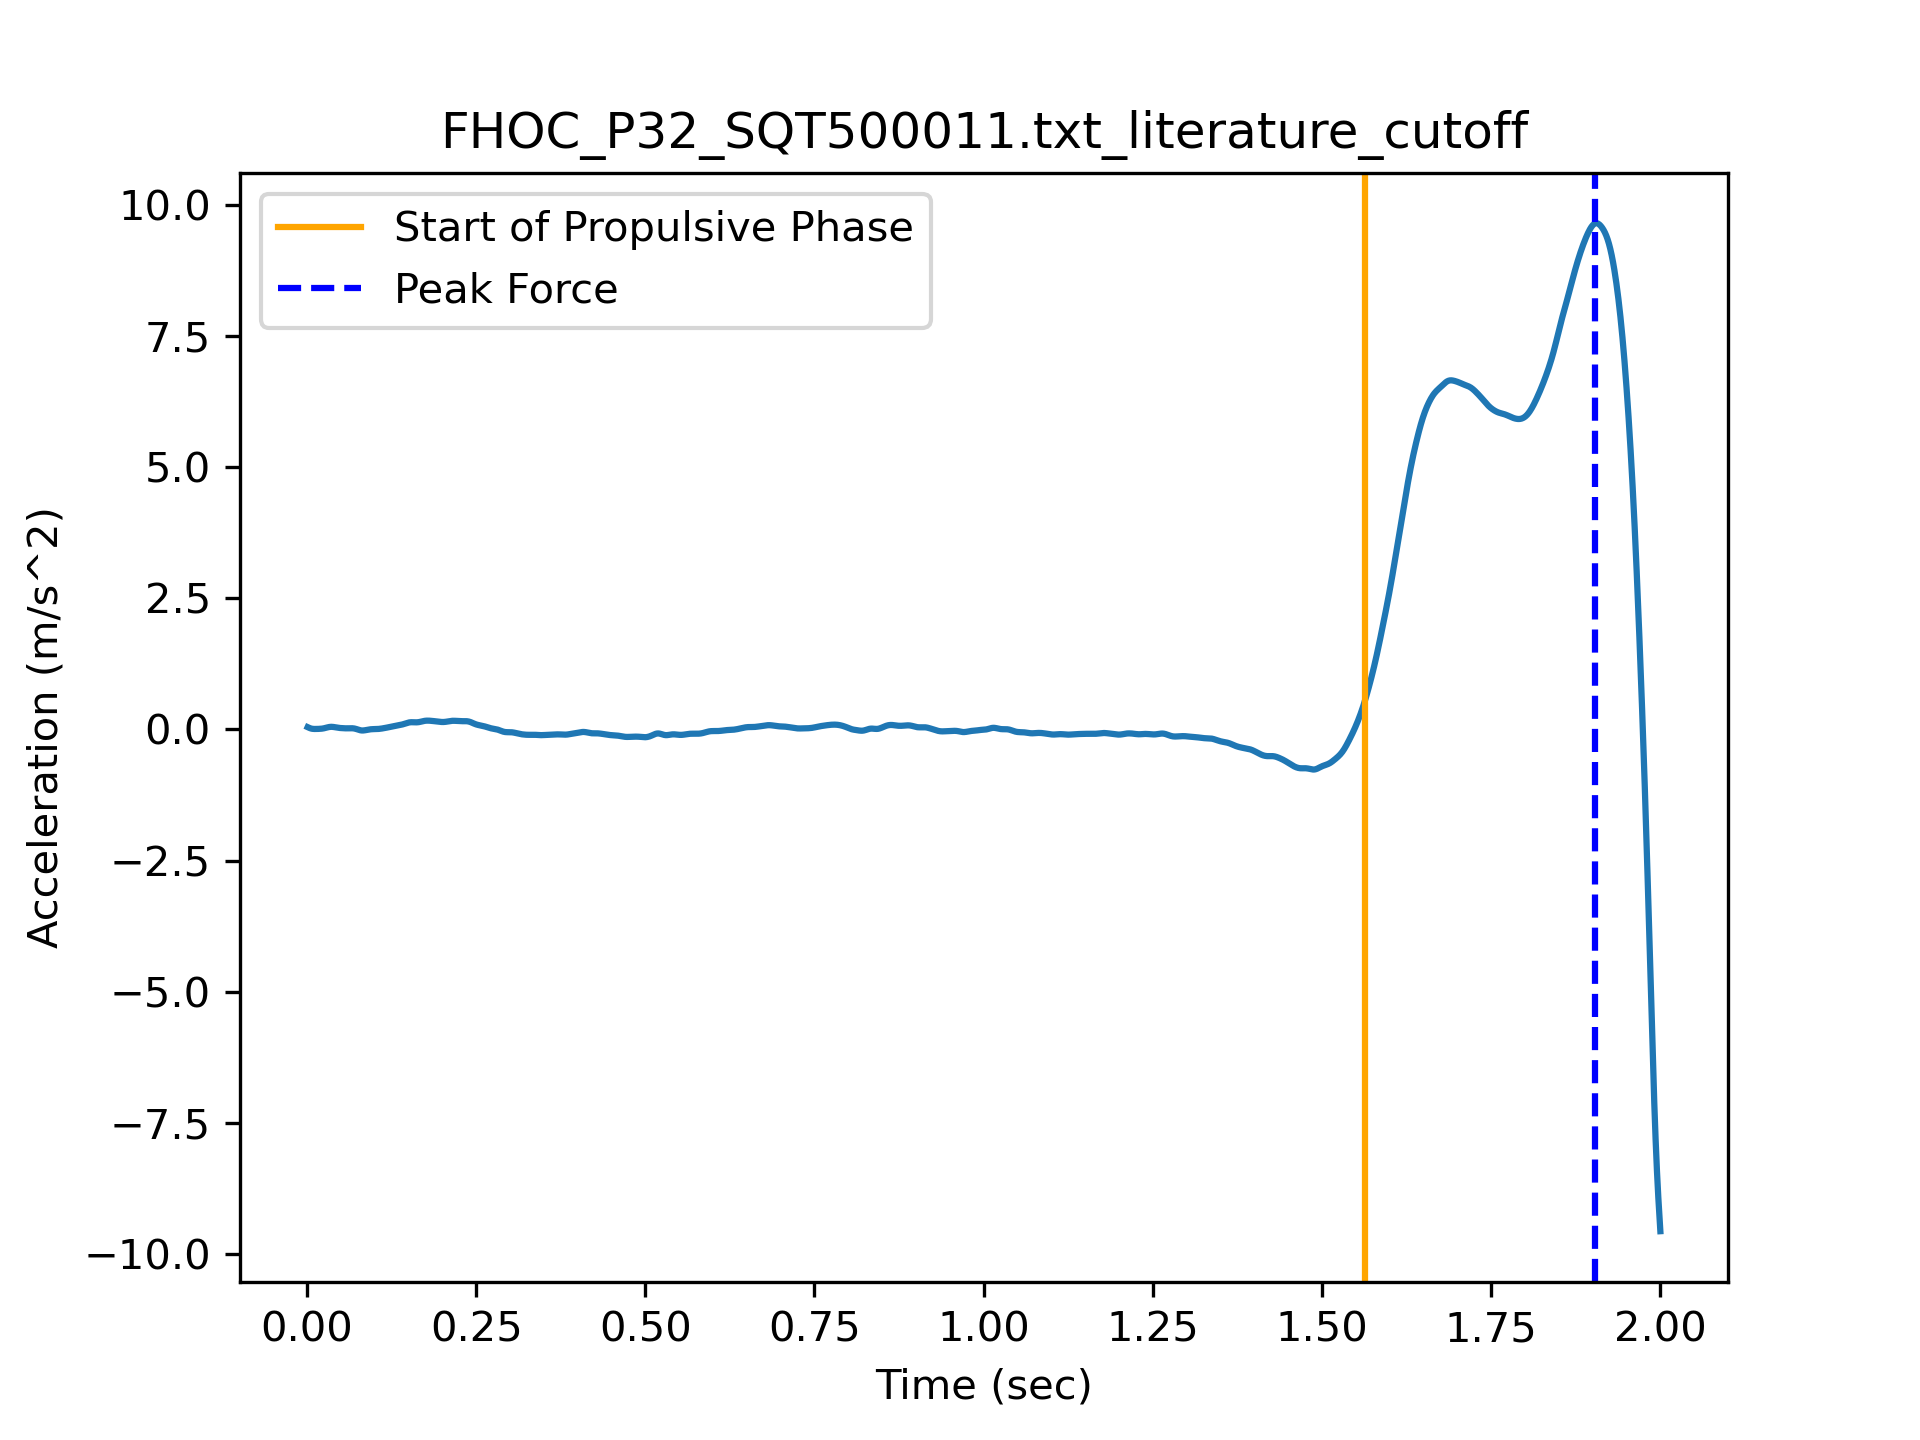 FHOC_P32_SQT500011.txt_literature_cutoff
Start of Propulsive Phase
Peak Force
10.0
7.5
5.0
2.5
0.0
−2.5
−5.0
−7.5
−10.0
Acceleration (m/s^2)
0.00 0.25 0.50 0.75 1.00 1.25 1.50 1.75 2.00
Time (sec)